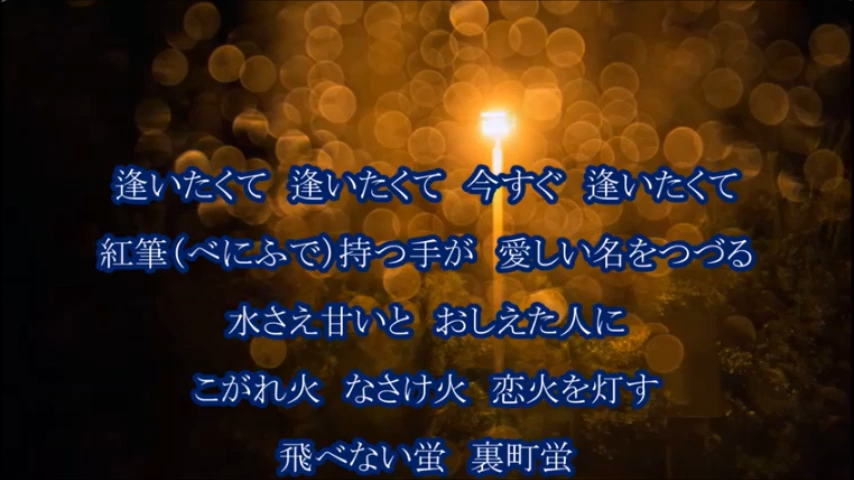 逢いたくて　逢いたくて　今すぐ　逢いたくて
紅筆（べにふで）持つ手が　愛しい名をつづる
水さえ甘いと　おしえた人に
こがれ火　なさけ火　恋火を灯す
飛べない蛍　裏町蛍